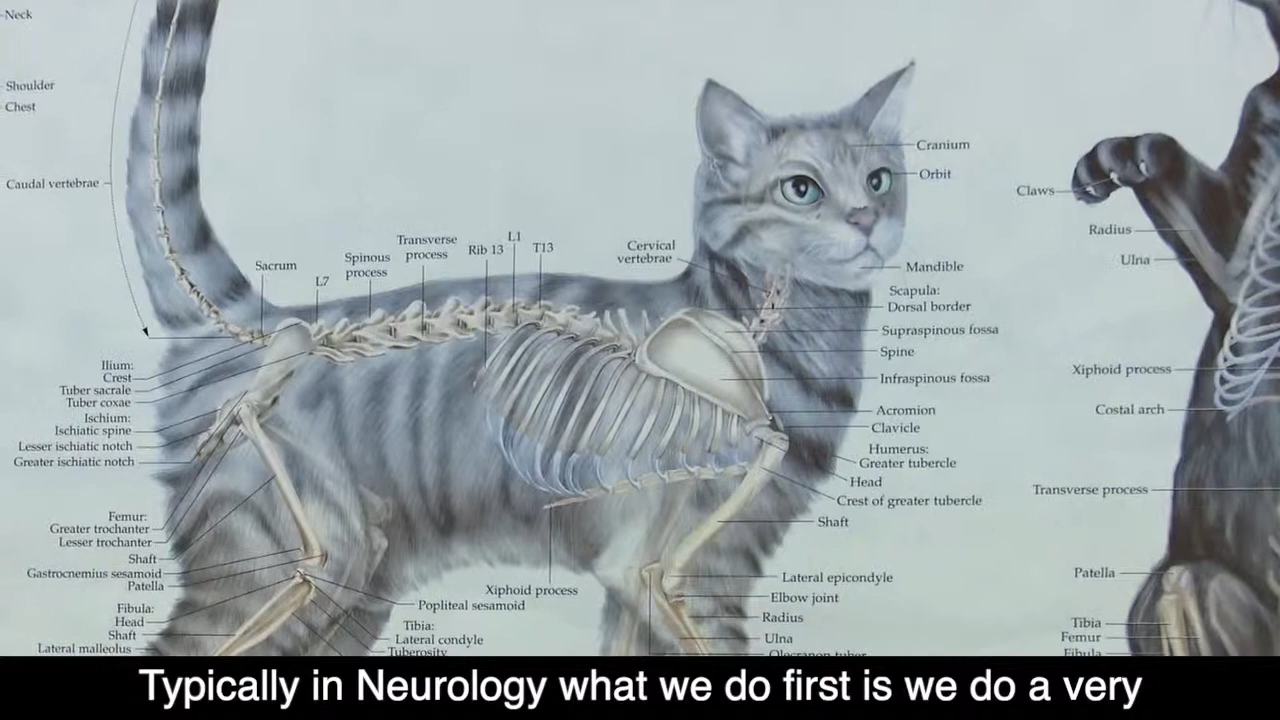 Neck
Shoulder
Chest
Caudal vertebrae
Sacrum
L7
Spinous
process
Transverse
process
Rib 13
L1
T13
Cervical
vertebrae
Cranium
Orbit
Mandible
Scapula:
Dorsal border
Supraspinous fossa
Spine
Infraspinous fossa
Acromion
Clavicle
Humerus:
Greater tubercle
Head
Crest of greater tubercle
Shaft
Lateral epicondyle
Elbow joint
Radius
Ulna
Olecranon tuber
Ilium:
Crest
Tuber sacrale
Tuber coxae
Ischium:
Ischiatic spine
Lesser ischiatic notch
Greater ischiatic notch
Femur:
Greater trochanter
Lesser trochanter
Shaft
Gastrocnemius sesamoid
Patella
Fibula:
Head
Shaft
Lateral malleolus
Xiphoid process
Popliteal sesamoid
Tibia:
Lateral condyle
Tuberosity
Claws
Radius
Ulna
Xiphoid process
Costal arch
Transverse process
Patella
Tibia
Femur
Fibula
Typically in Neurology what we do first is we do a very